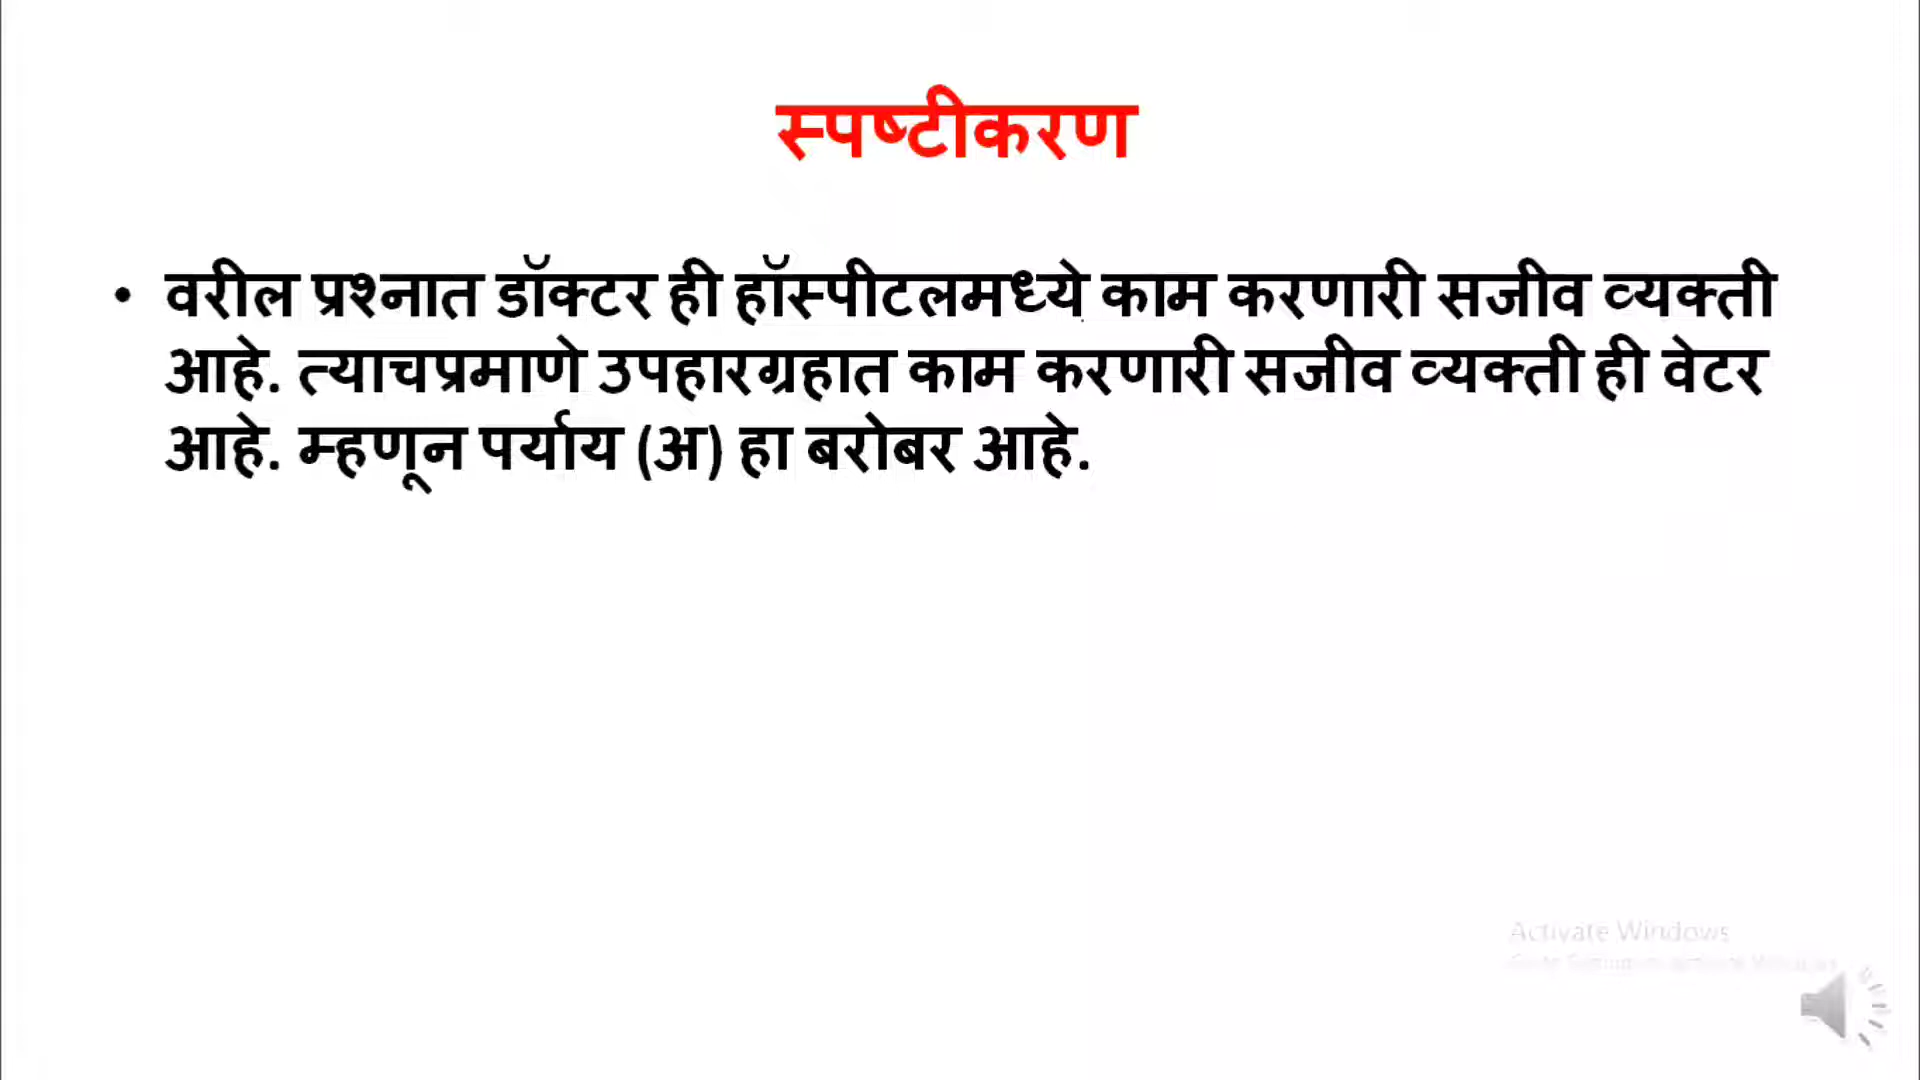 स्पष्टीकरण
• वरील प्रश्नात डॉक्टर ही हॉस्पीटलमध्ये काम करणारी सजीव व्यक्ती
आहे. त्याचप्रमाणे उपहारग्रहात काम करणारी सजीव व्यक्ती ही वेटर
आहे. म्हणून पर्याय (अ) हा बरोबर आहे.
Activate Windows